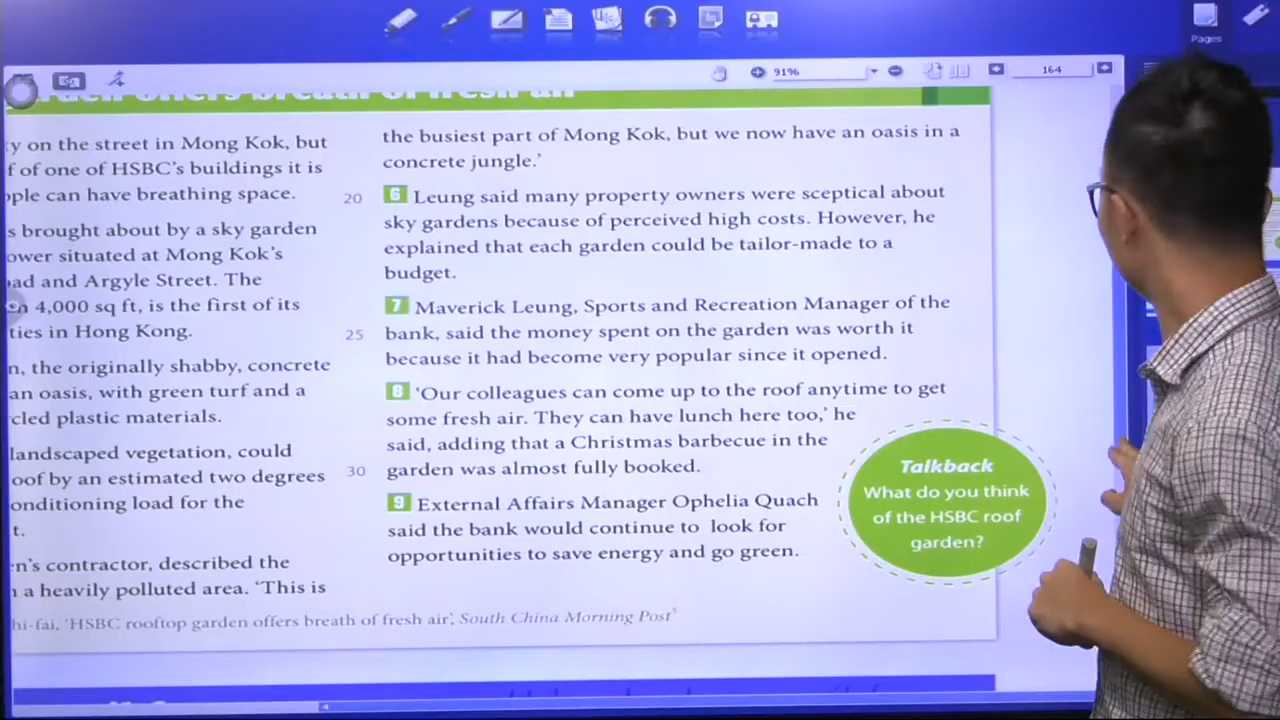 Pages
91%
164
offers breath of fresh air
y on the street in Mong Kok, but
f of one of HSBC's buildings it is
ople can have breathing space.
s brought about by a sky garden
ower situated at Mong Kok's
ad and Argyle Street. The
4,000 sq ft, is the first of its
ties in Hong Kong.
n, the originally shabby, concrete
an oasis, with green turf and a
cled plastic materials.
landscaped vegetation, could
oof by an estimated two degrees
onditioning load for the
t.
n's contractor, described the
a heavily polluted area. 'This is
the busiest part of Mong Kok, but we now have an oasis in a
concrete jungle.'
20 6 Leung said many property owners were sceptical about
sky gardens because of perceived high costs. However, he
explained that each garden could be tailor-made to a
budget.
7 Maverick Leung, Sports and Recreation Manager of the
25 bank, said the money spent on the garden was worth it
because it had become very popular since it opened.
8 'Our colleagues can come up to the roof anytime to get
some fresh air. They can have lunch here too,' he
said, adding that a Christmas barbecue in the
30 garden was almost fully booked.
9 External Affairs Manager Ophelia Quach
said the bank would continue to look for
opportunities to save energy and go green.
Talkback
What do you think
of the HSBC roof
garden?
hi-fai, 'HSBC rooftop garden offers breath of fresh air', South China Morning Post⁵